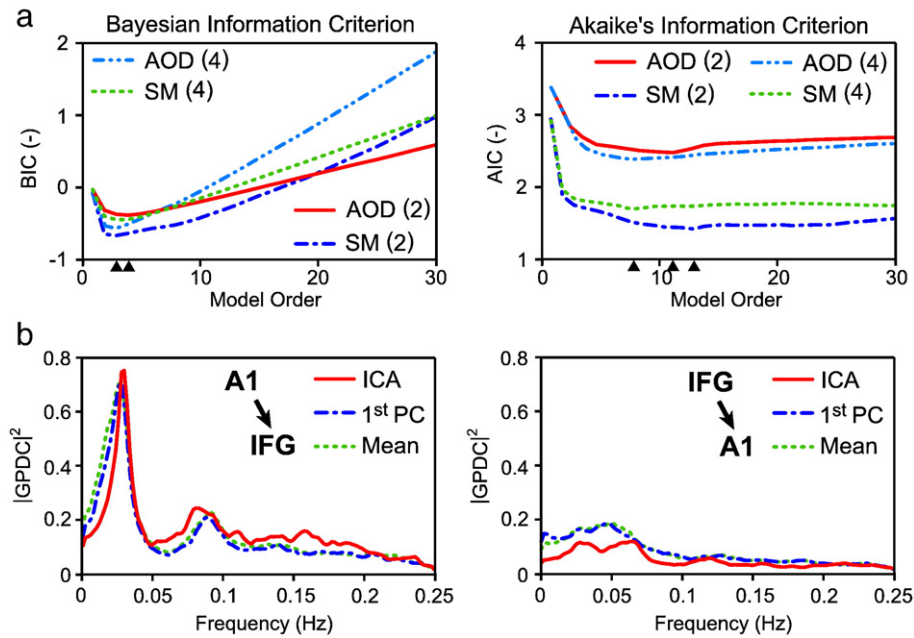 a
Bayesian Information Criterion
2
1
0
-1
BIC (-)
AOD (4)
SM (4)
AOD (2)
SM (2)
0
10
20
30
Model Order
Akaike's Information Criterion
4
3
2
1
AIC (-)
AOD (2)
AOD (4)
SM (2)
SM (4)
0
10
20
30
Model Order
b
0.8
0.6
0.4
0.2
0
|GPDC|²
A1
IFG
ICA
1st PC
Mean
0
0.05
0.1
0.15
0.2
0.25
Frequency (Hz)
0.8
0.6
0.4
0.2
0
|GPDC|²
IFG
A1
ICA
1st PC
Mean
0
0.05
0.1
0.15
0.2
0.25
Frequency (Hz)